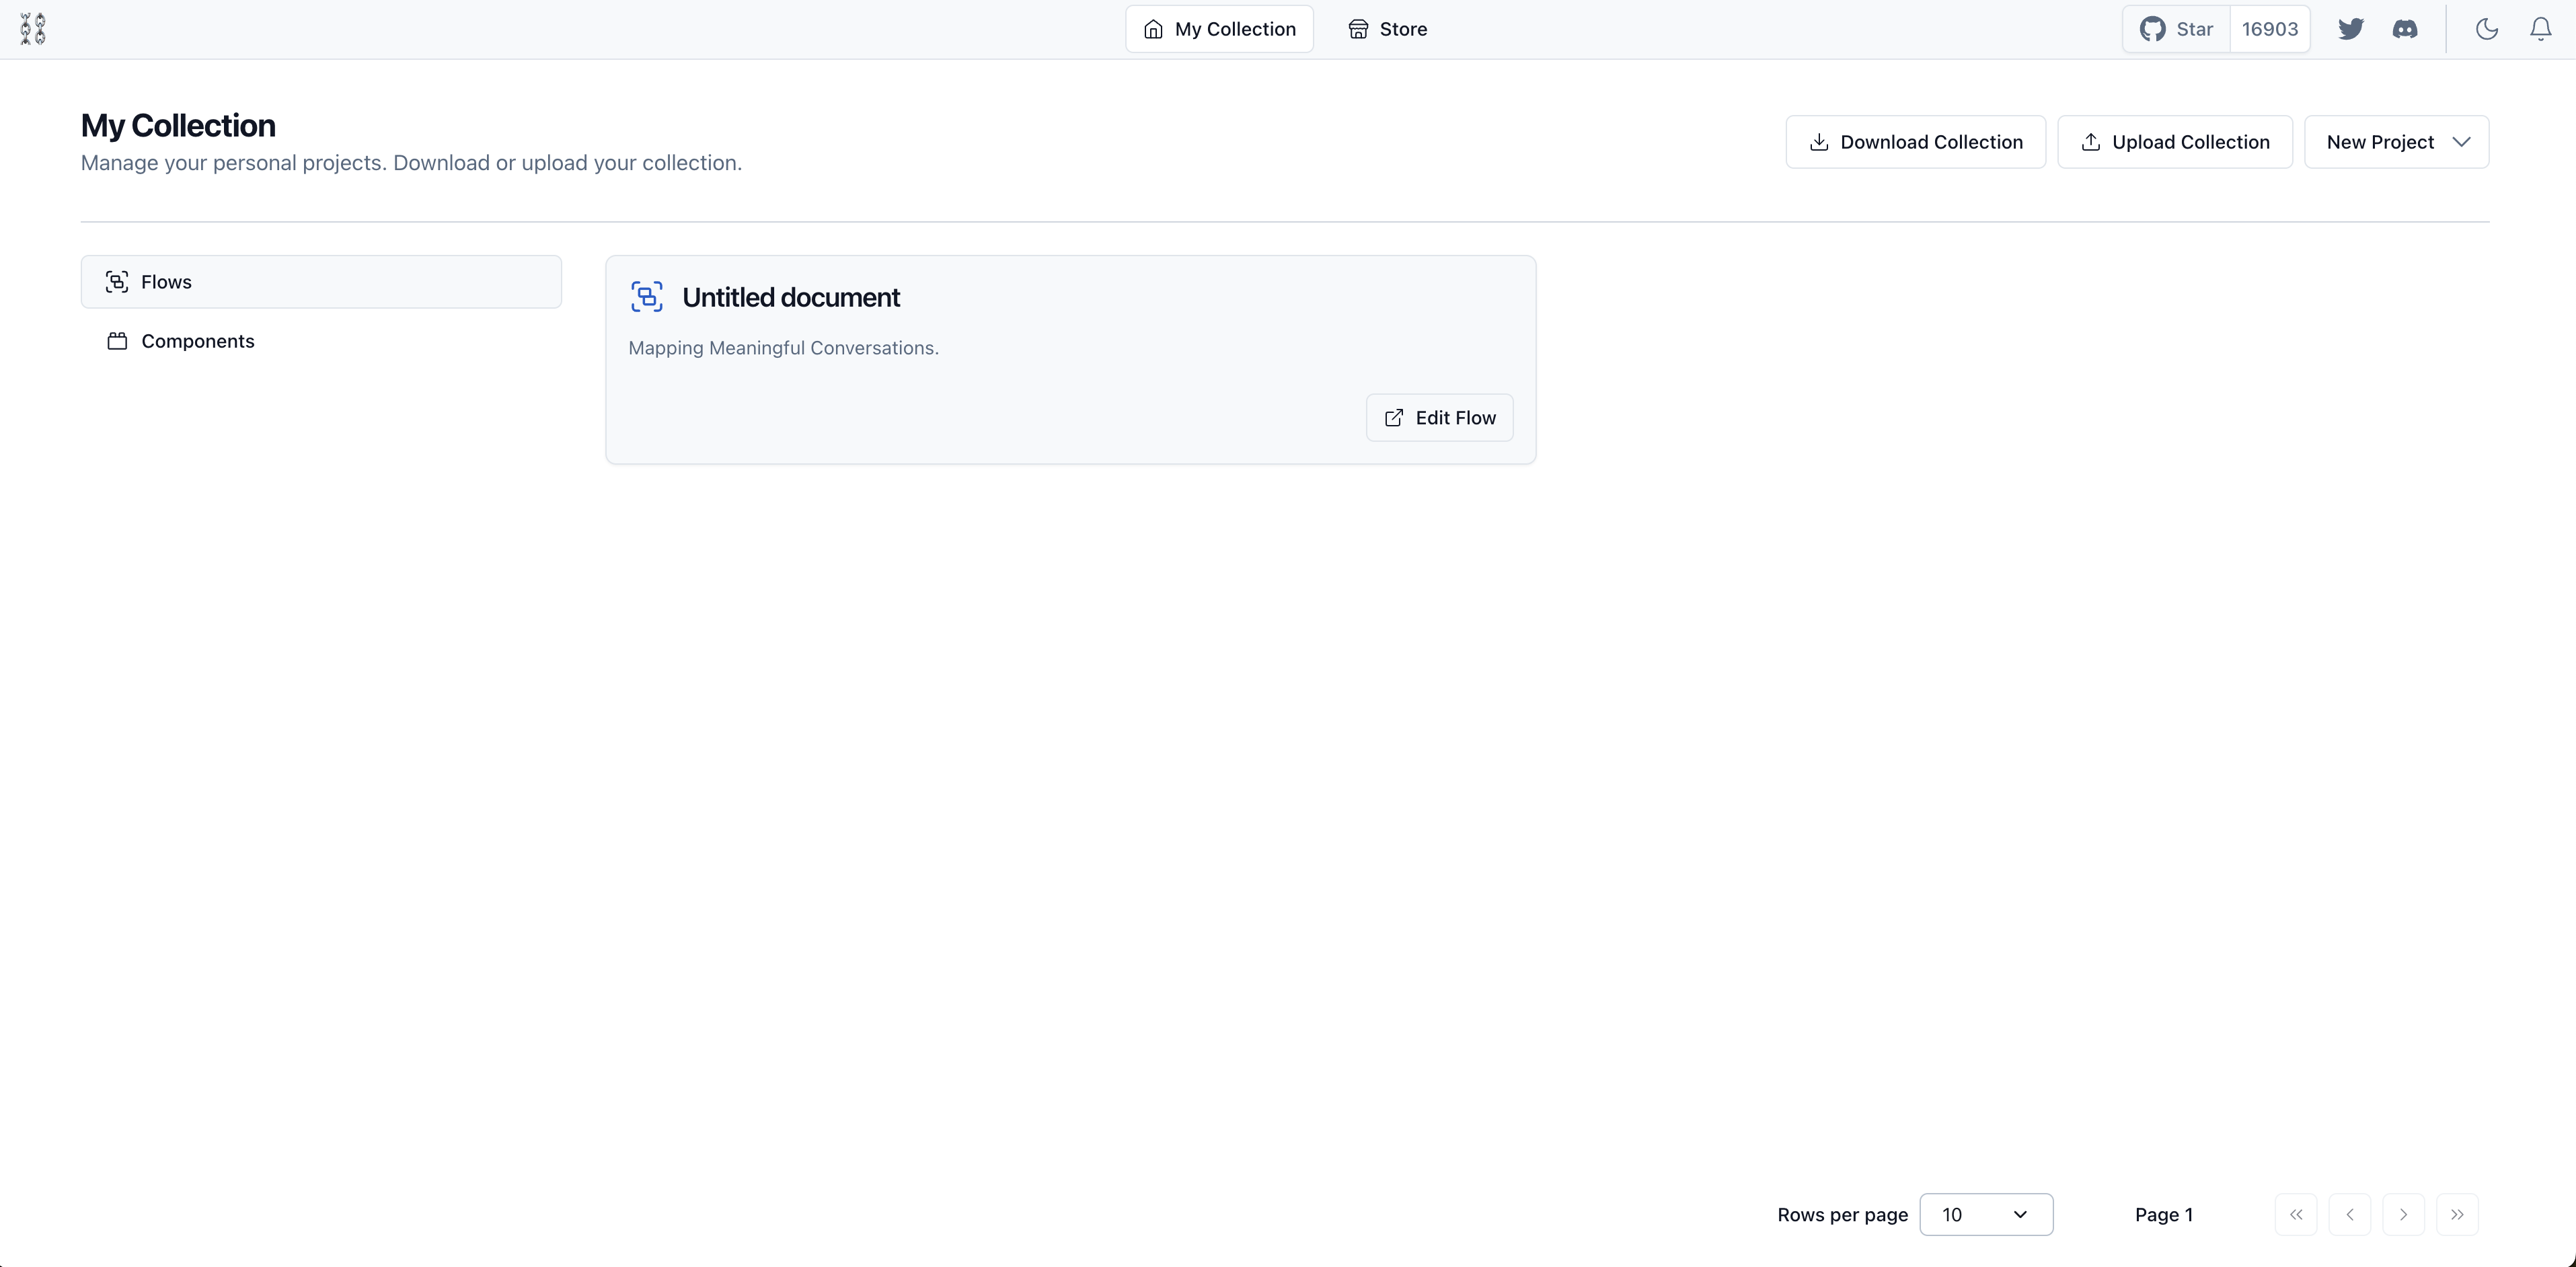 My Collection
Store
Star
16903
My Collection
Manage your personal projects. Download or upload your collection.
Download Collection
Upload Collection
New Project
Flows
Components
Untitled document
Mapping Meaningful Conversations.
Edit Flow
Rows per page
10
Page 1